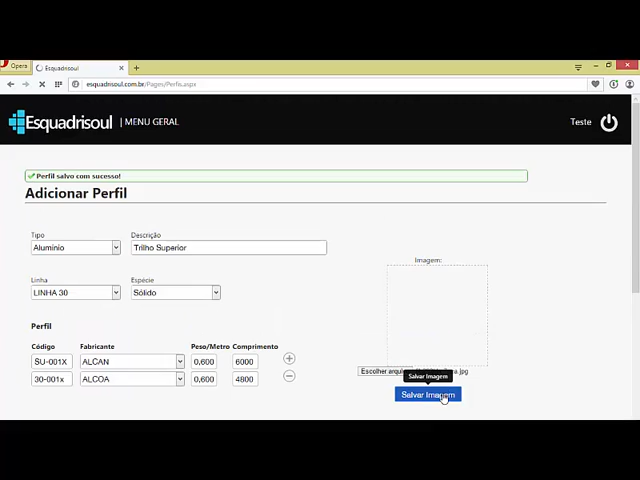 Opera
Esquadrisoul
esquadrisoul.com.br/Pages/Perfis.aspx
Esquadrisoul | MENU GERAL
Teste
Perfil salvo com sucesso!
Adicionar Perfil
Tipo
Descrição
Alumínio
Trilho Superior
Imagem:
Linha
Espécie
LINHA 30
Sólido
Perfil
Código
Fabricante
Peso/Metro
Comprimento
SU-001X
ALCAN
0,600
6000
30-001x
ALCOA
0,600
4800
Escolher
Salvar Imagem
Salvar Imagem